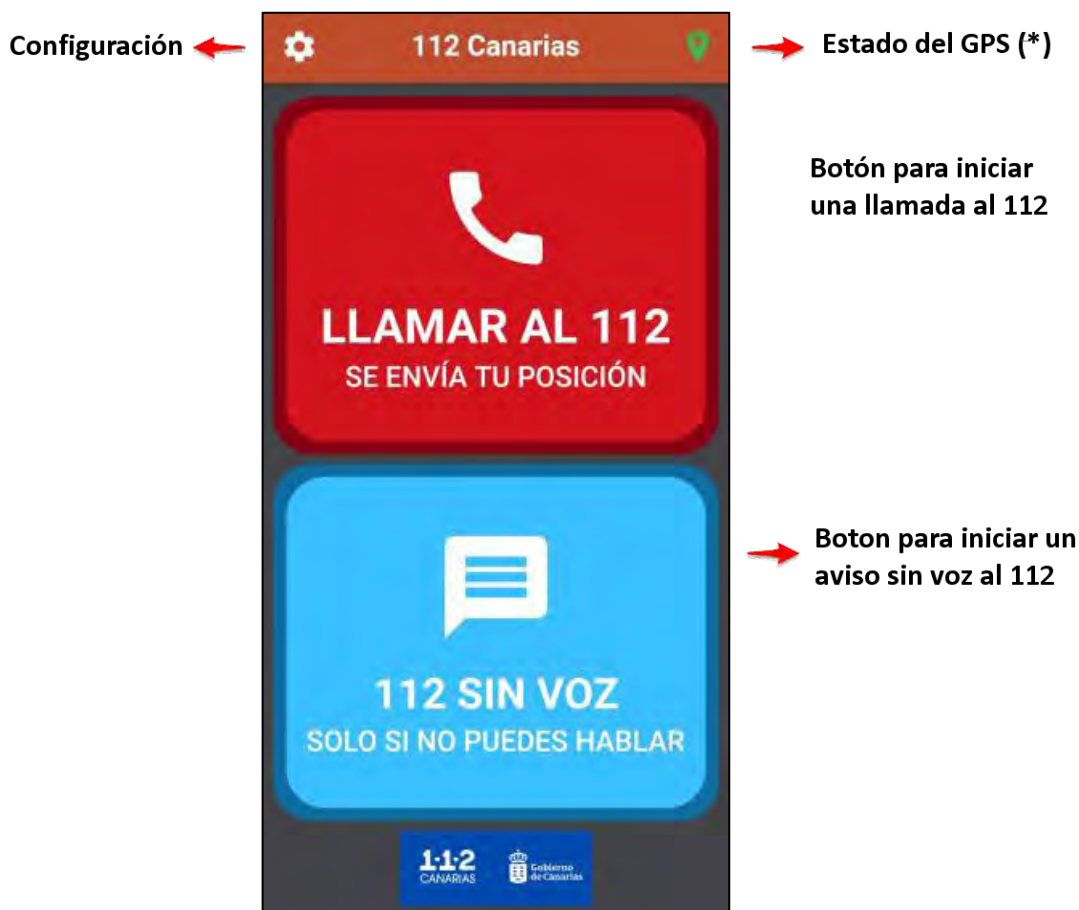 Configuración
112 Canarias
Estado del GPS (*)
Botón para iniciar
una llamada al 112
LLAMAR AL 112
SE ENVÍA TU POSICIÓN
Boton para iniciar un
aviso sin voz al 112
112 SIN VOZ
SOLO SI NO PUEDES HABLAR
1·1·2
CANARIAS
Gobierno
de Canarias